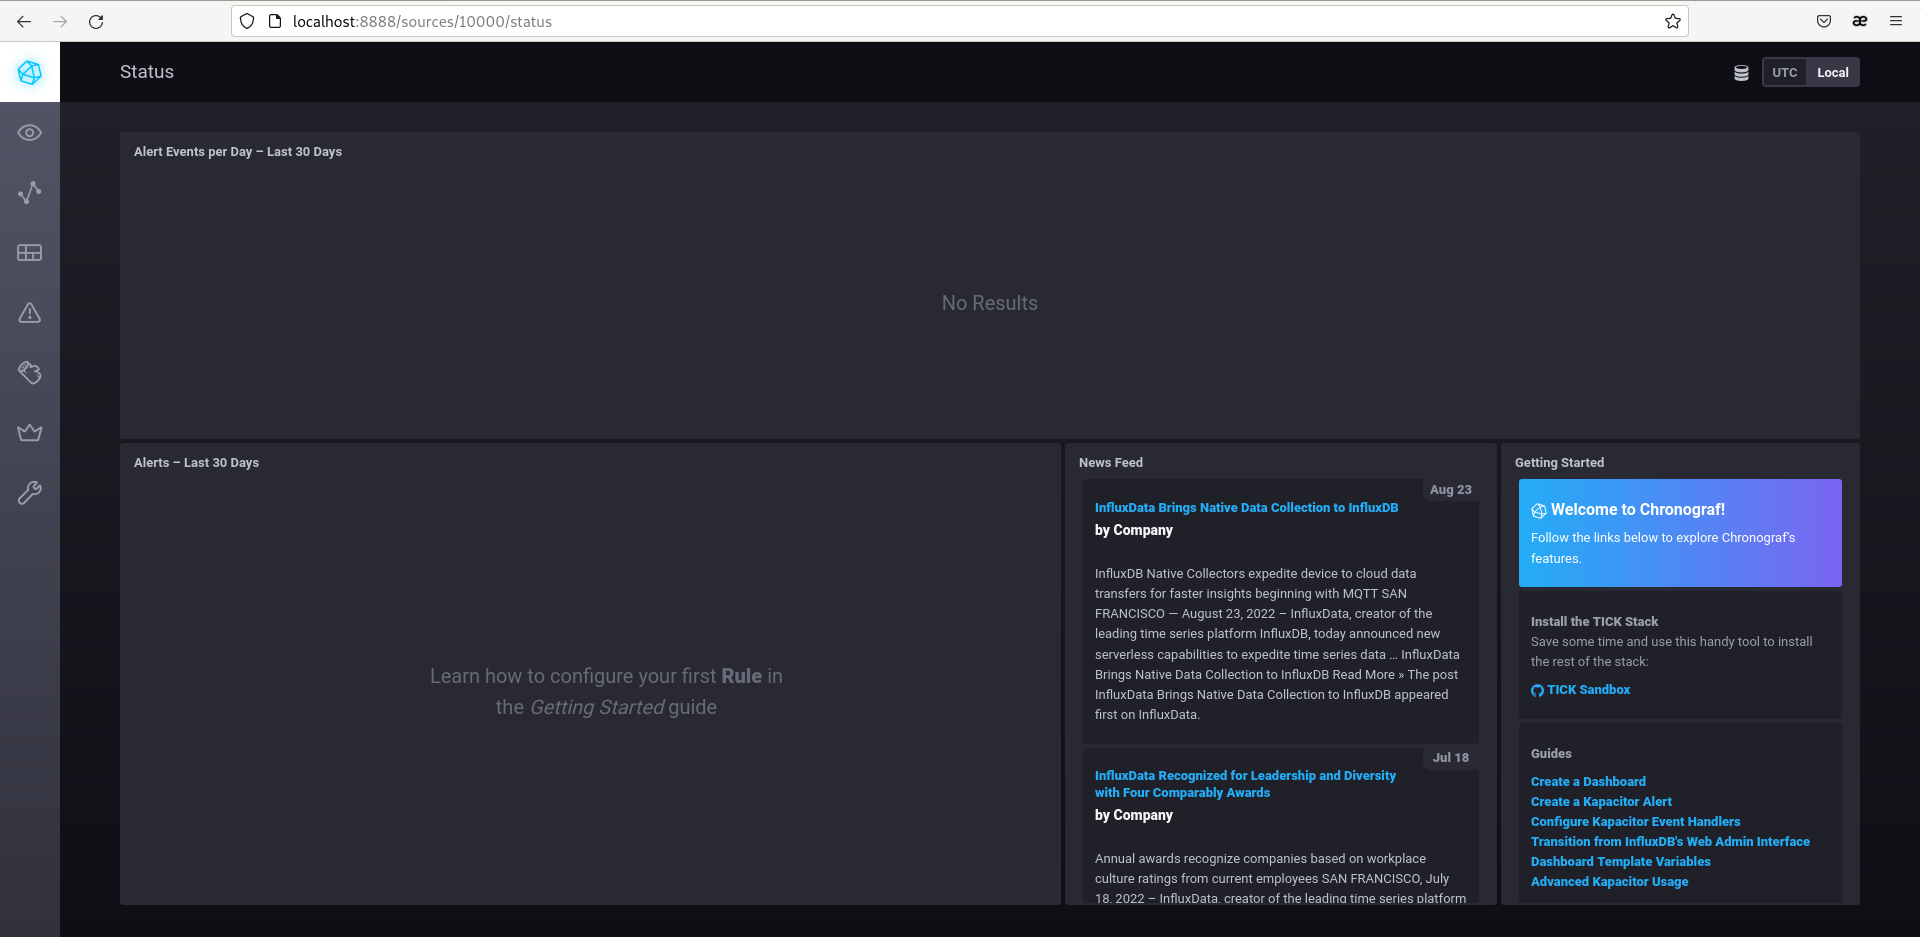 localhost:8888/sources/10000/status
Status
UTC
Local
Alert Events per Day – Last 30 Days
No Results
Alerts – Last 30 Days
Learn how to configure your first Rule in
the Getting Started guide
News Feed
Aug 23
InfluxData Brings Native Data Collection to InfluxDB
by Company
InfluxDB Native Collectors expedite device to cloud data
transfers for faster insights beginning with MQTT SAN
FRANCISCO — August 23, 2022 – InfluxData, creator of the
leading time series platform InfluxDB, today announced new
serverless capabilities to expedite time series data ... InfluxData
Brings Native Data Collection to InfluxDB Read More » The post
InfluxData Brings Native Data Collection to InfluxDB appeared
first on InfluxData.
Jul 18
InfluxData Recognized for Leadership and Diversity
with Four Comparably Awards
by Company
Annual awards recognize companies based on workplace
culture ratings from current employees SAN FRANCISCO, July
18, 2022 – InfluxData, creator of the leading time series platform
Getting Started
Welcome to Chronograf!
Follow the links below to explore Chronograf's
features.
Install the TICK Stack
Save some time and use this handy tool to install
the rest of the stack:
TICK Sandbox
Guides
Create a Dashboard
Create a Kapacitor Alert
Configure Kapacitor Event Handlers
Transition from InfluxDB's Web Admin Interface
Dashboard Template Variables
Advanced Kapacitor Usage